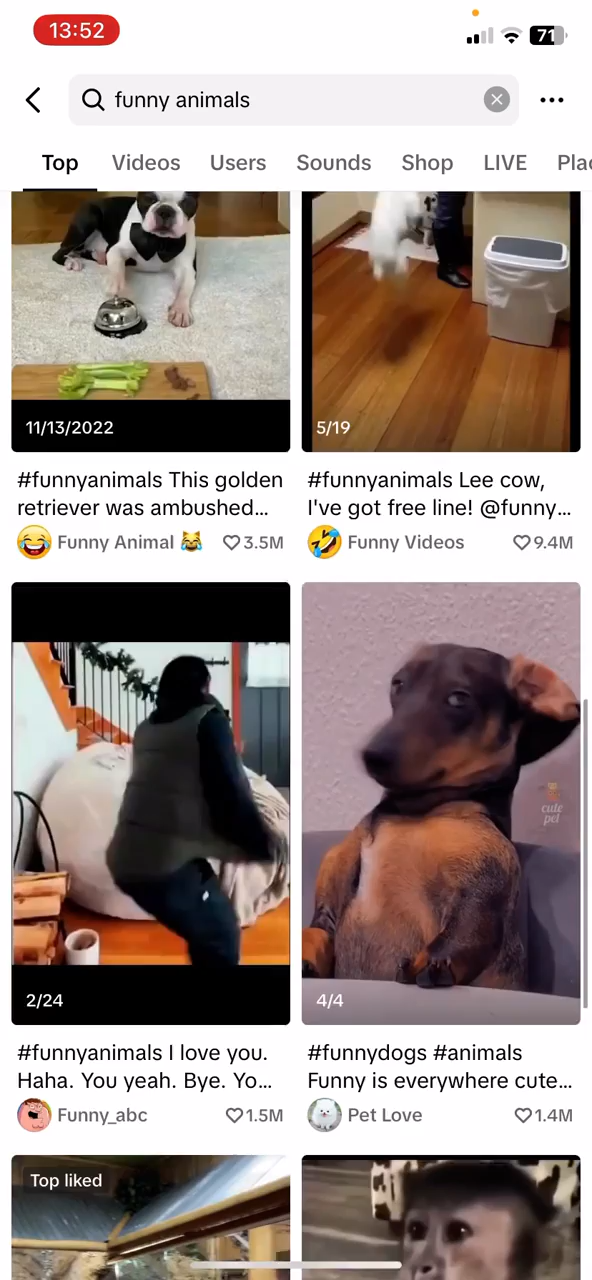 13:52
71
funny animals
Top Videos Users Sounds Shop LIVE Plac
11/13/2022
5/19
#funnyanimals This golden
retriever was ambushed...
Funny Animal 3.5M
#funnyanimals Lee cow,
I've got free line! @funny...
Funny Videos 9.4M
cute
pet
2/24
4/4
#funnyanimals I love you.
Haha. You yeah. Bye. Yo...
Funny_abc 1.5M
#funnydogs #animals
Funny is everywhere cute...
Pet Love 1.4M
Top liked